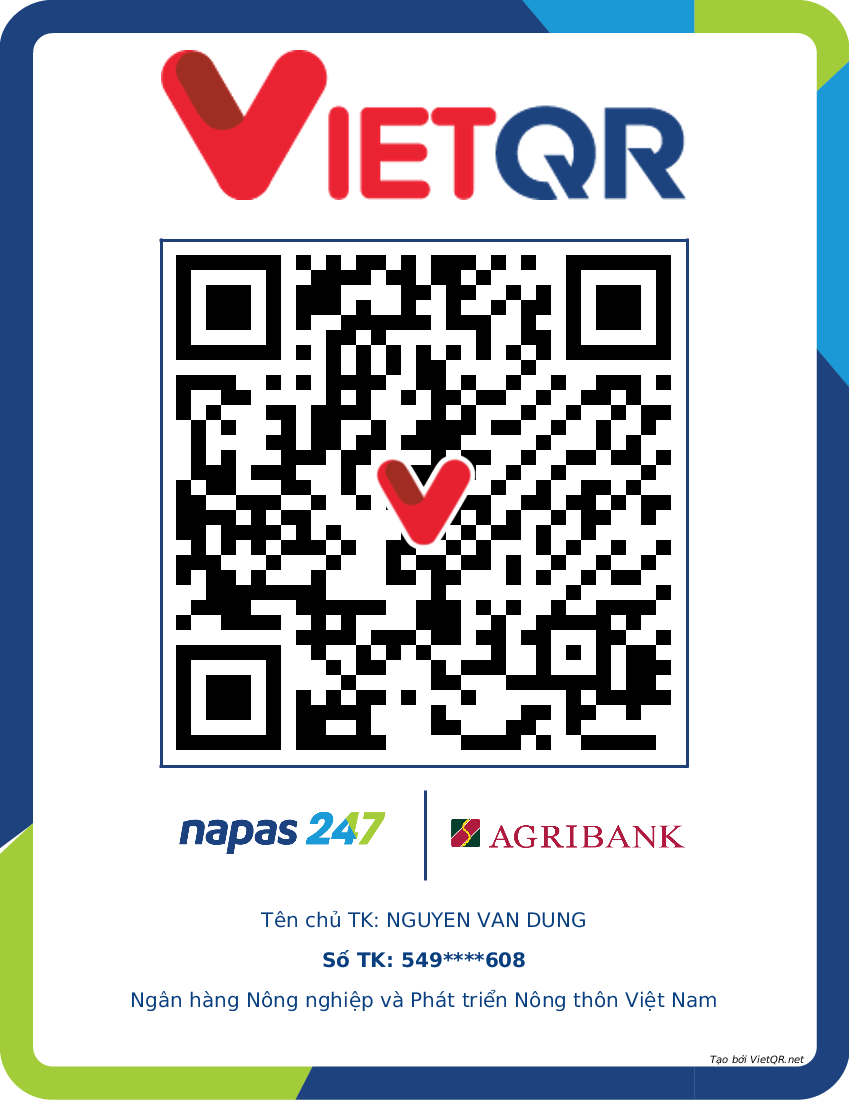 VIETQR
napas 247
AGRIBANK
Tên chủ TK: NGUYEN VAN DUNG
Số TK: 549****608
Ngân hàng Nông nghiệp và Phát triển Nông thôn Việt Nam
Tạo bởi VietQR.net